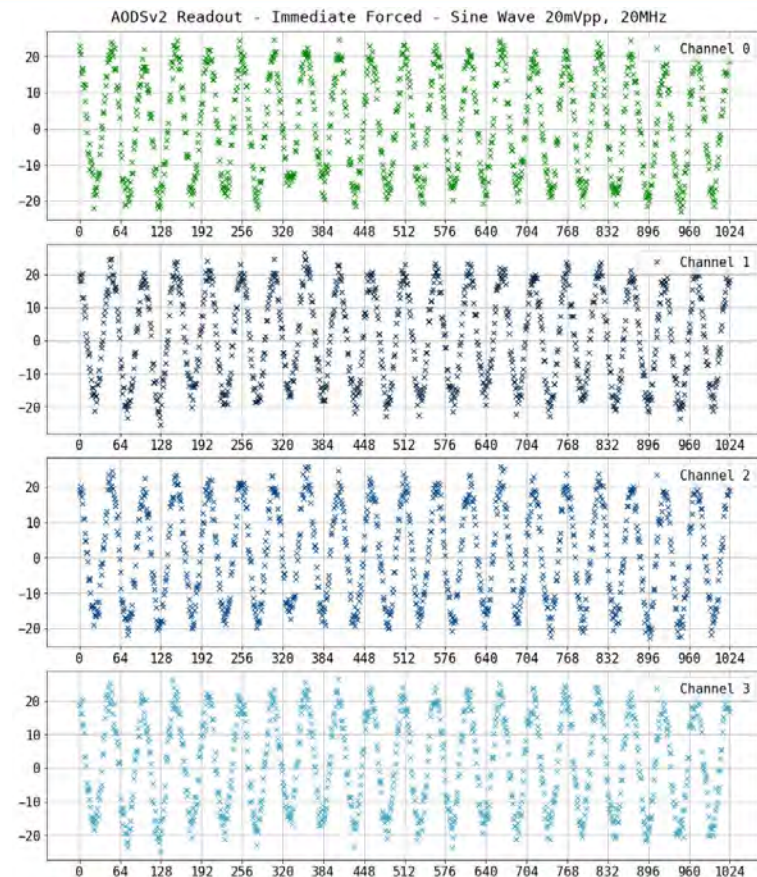 AODSv2 Readout - Immediate Forced - Sine Wave 20mVpp, 20MHz
Channel 0
20
10
0
−10
−20
0 64 128 192 256 320 384 448 512 576 640 704 768 832 896 960 1024
Channel 1
20
10
0
−10
−20
0 64 128 192 256 320 384 448 512 576 640 704 768 832 896 960 1024
Channel 2
20
10
0
−10
−20
0 64 128 192 256 320 384 448 512 576 640 704 768 832 896 960 1024
Channel 3
20
10
0
−10
−20
0 64 128 192 256 320 384 448 512 576 640 704 768 832 896 960 1024